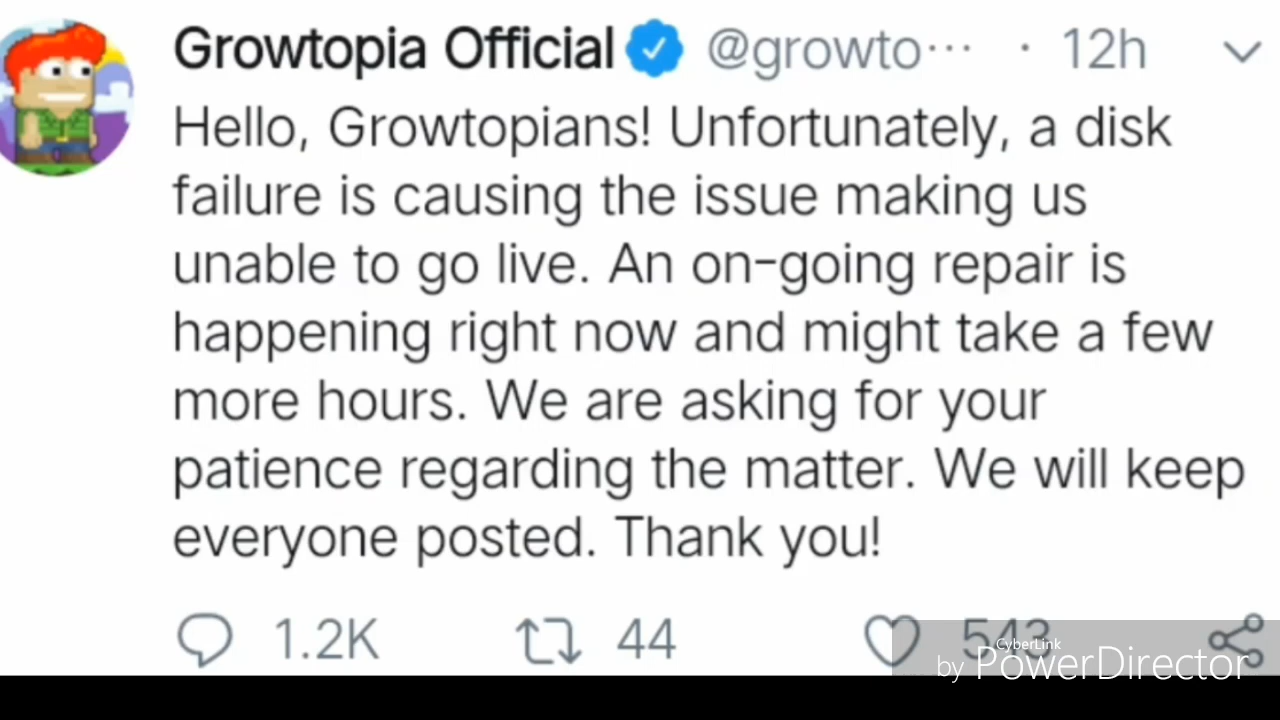 Growtopia Official @growto... · 12h
Hello, Growtopians! Unfortunately, a disk
failure is causing the issue making us
unable to go live. An on-going repair is
happening right now and might take a few
more hours. We are asking for your
patience regarding the matter. We will keep
everyone posted. Thank you!
1.2K 44 543
CyberLink
by PowerDirector